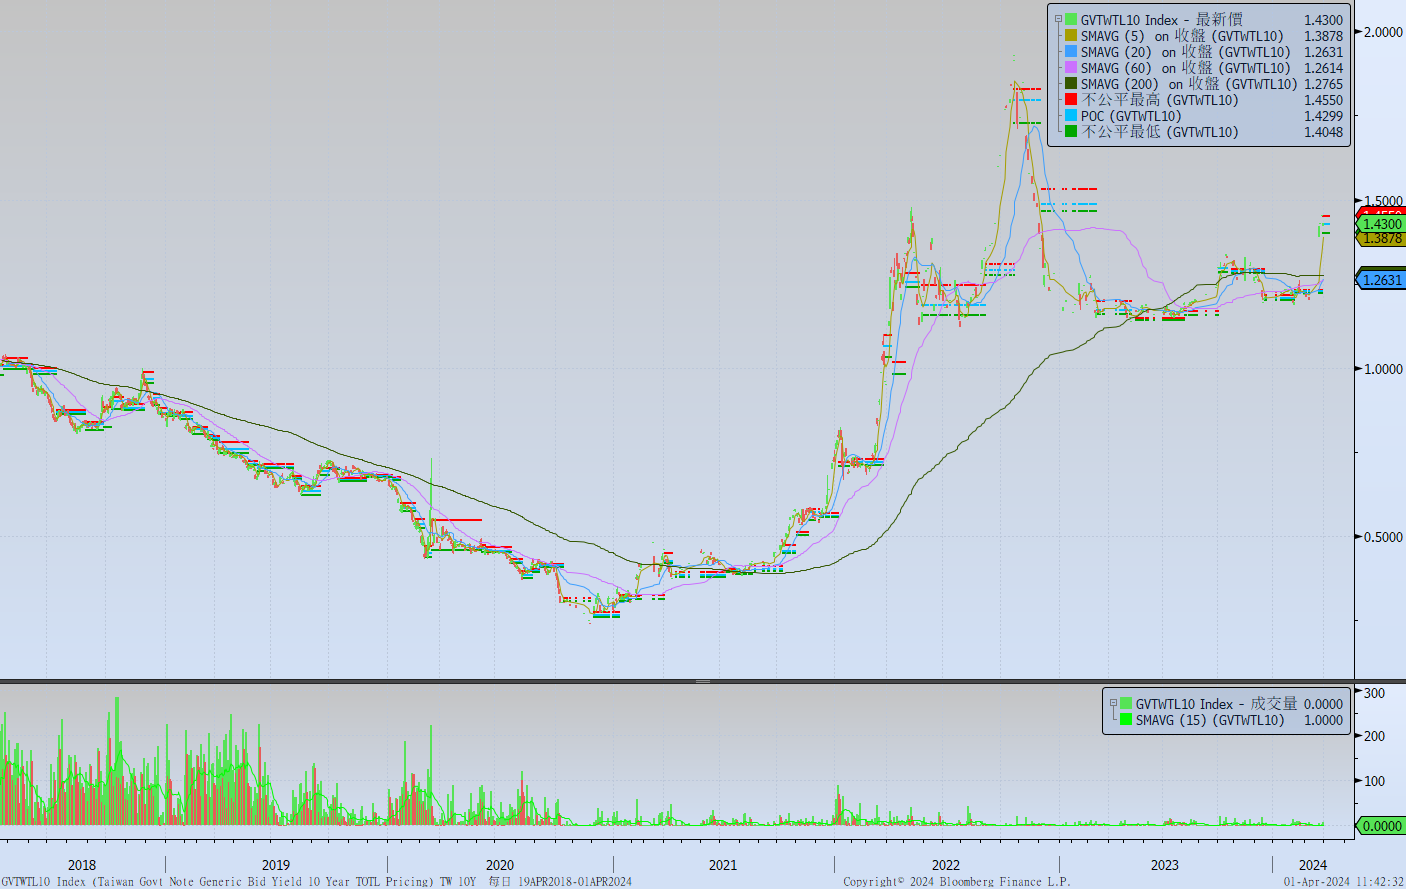 GVTWTL10 Index - 最新價 1.4300
SMAVG (5) on 收盤 (GVTWTL10) 1.3878
SMAVG (20) on 收盤 (GVTWTL10) 1.2631
SMAVG (60) on 收盤 (GVTWTL10) 1.2614
SMAVG (200) on 收盤 (GVTWTL10) 1.2765
不公平最高 (GVTWTL10) 1.4550
POC (GVTWTL10) 1.4299
不公平最低 (GVTWTL10) 1.4048
2.0000
1.5000
1.4300
1.3878
1.2631
1.0000
0.5000
GVTWTL10 Index - 成交量 0.0000
SMAVG (15) (GVTWTL10) 1.0000
300
200
100
0.0000
2018 2019 2020 2021 2022 2023 2024
GVTWTL10 Index (Taiwan Govt Note Generic Bid Yield 10 Year TOTL Pricing) TW 10Y 每日 19APR2018-01APR2024 Copyright© 2024 Bloomberg Finance L.P. 01-Apr-2024 11:42:32